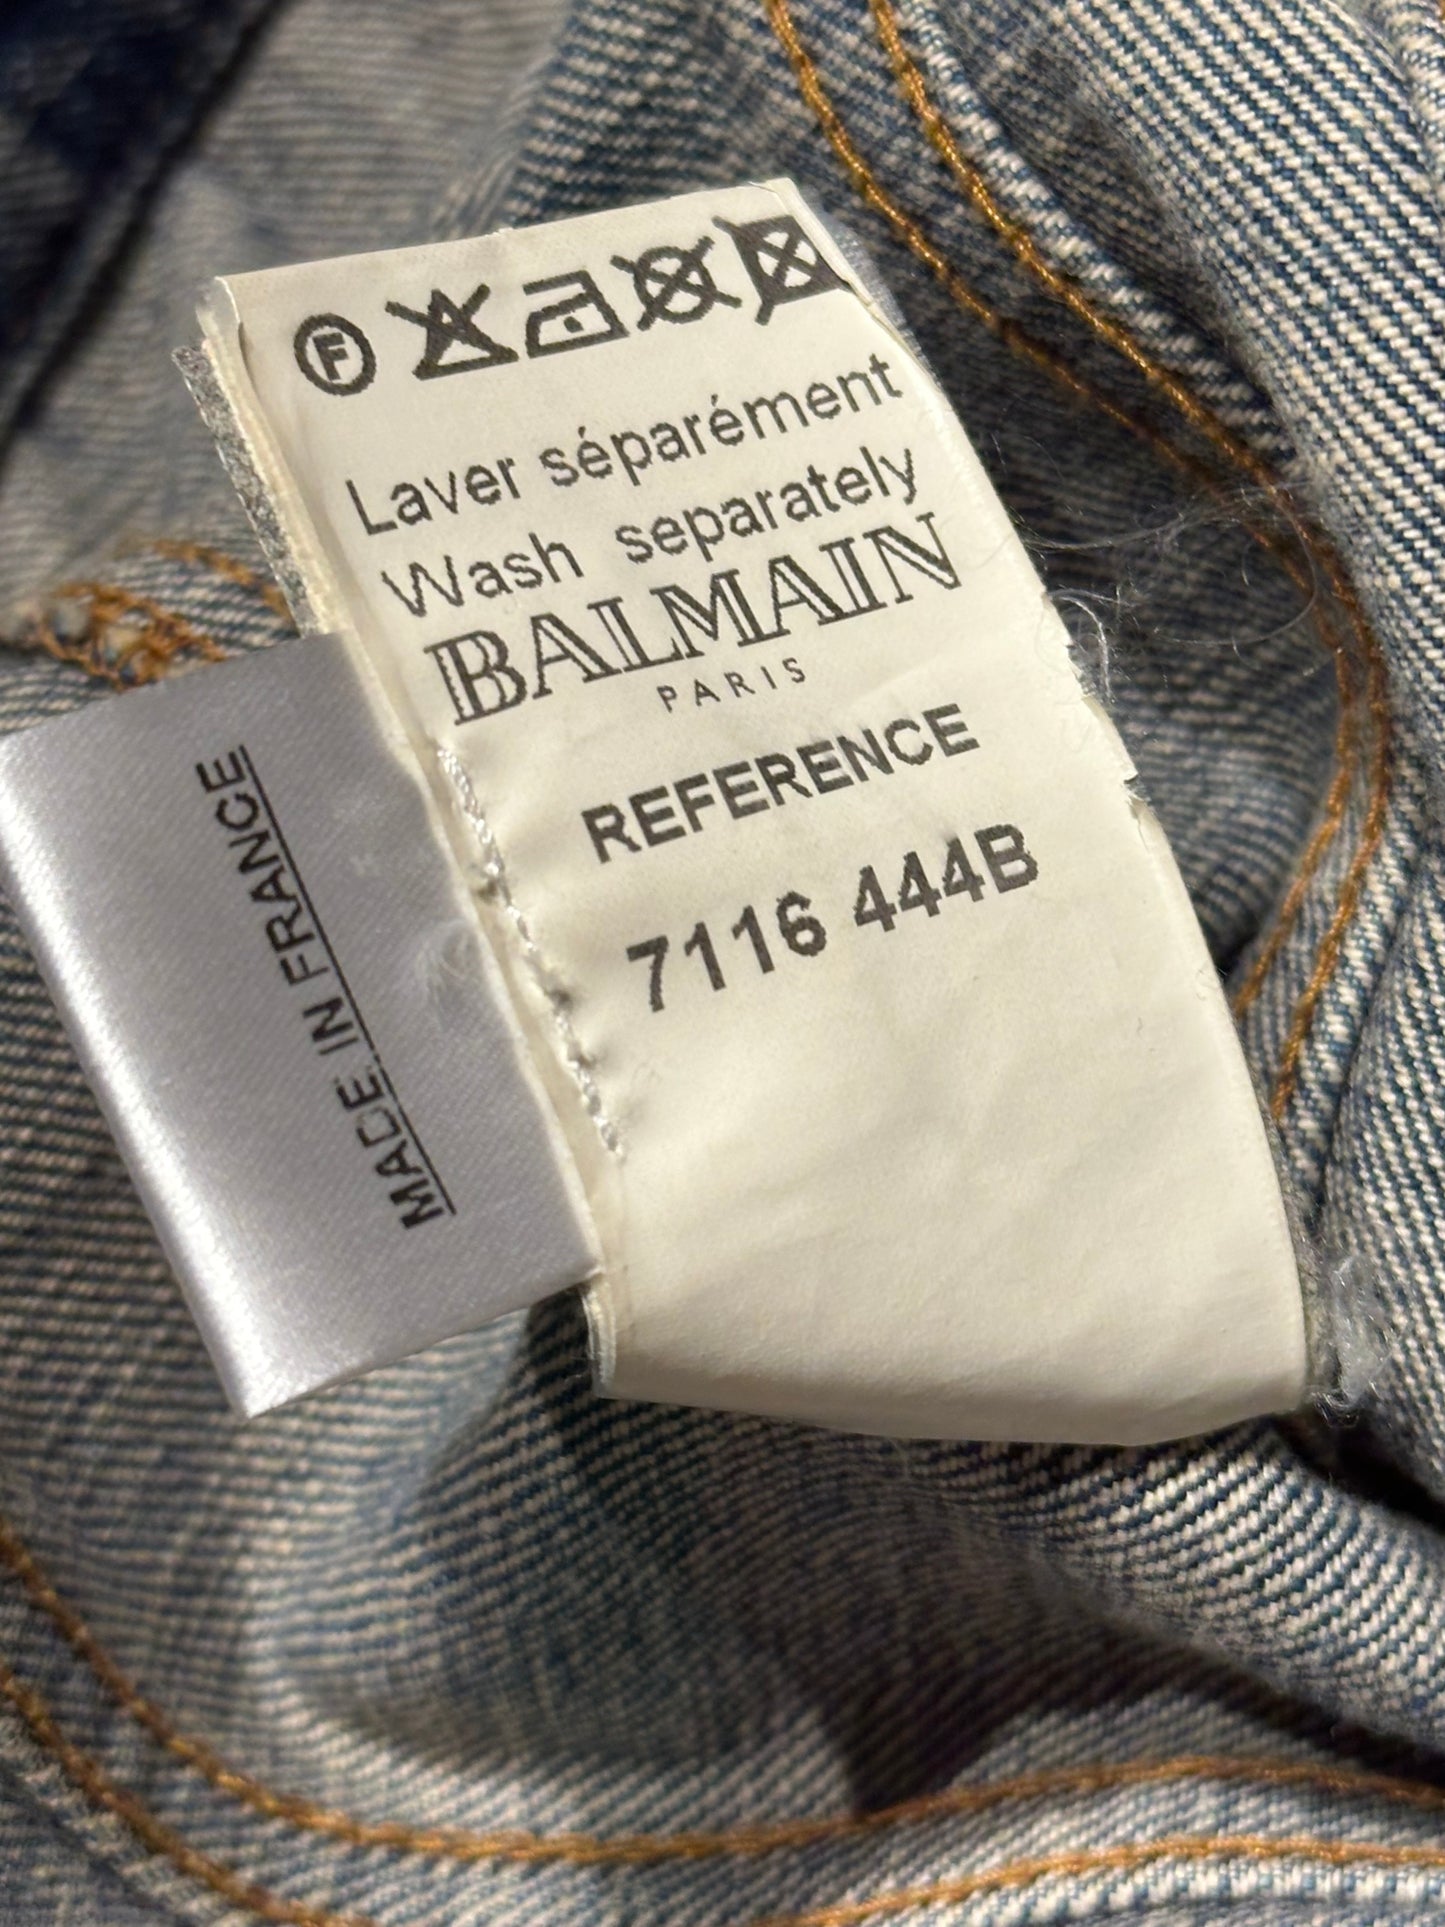 F
Laver séparément
Wash separately
BALMAIN
PARIS
REFERENCE
7116 444B
MADE IN FRANCE